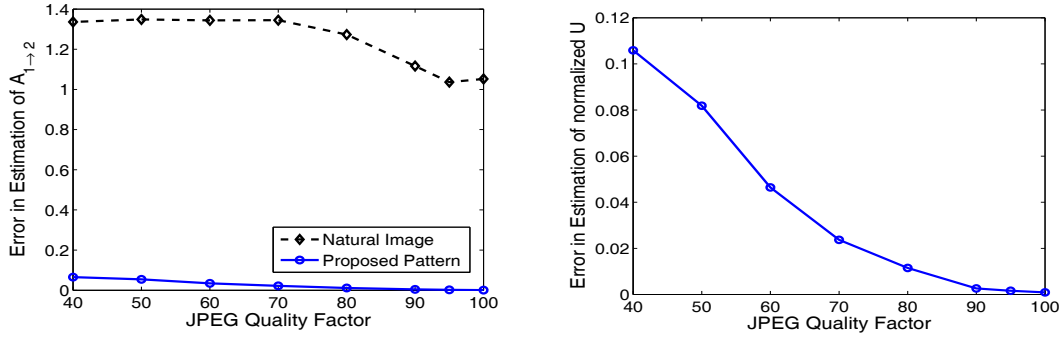 1.4
1.2
1
0.8
0.6
0.4
0.2
0
Error in Estimation of A1→2
40 50 60 70 80 90 100
JPEG Quality Factor
Natural Image
Proposed Pattern
0.12
0.1
0.08
0.06
0.04
0.02
0
Error in Estimation of normalized U
40 50 60 70 80 90 100
JPEG Quality Factor